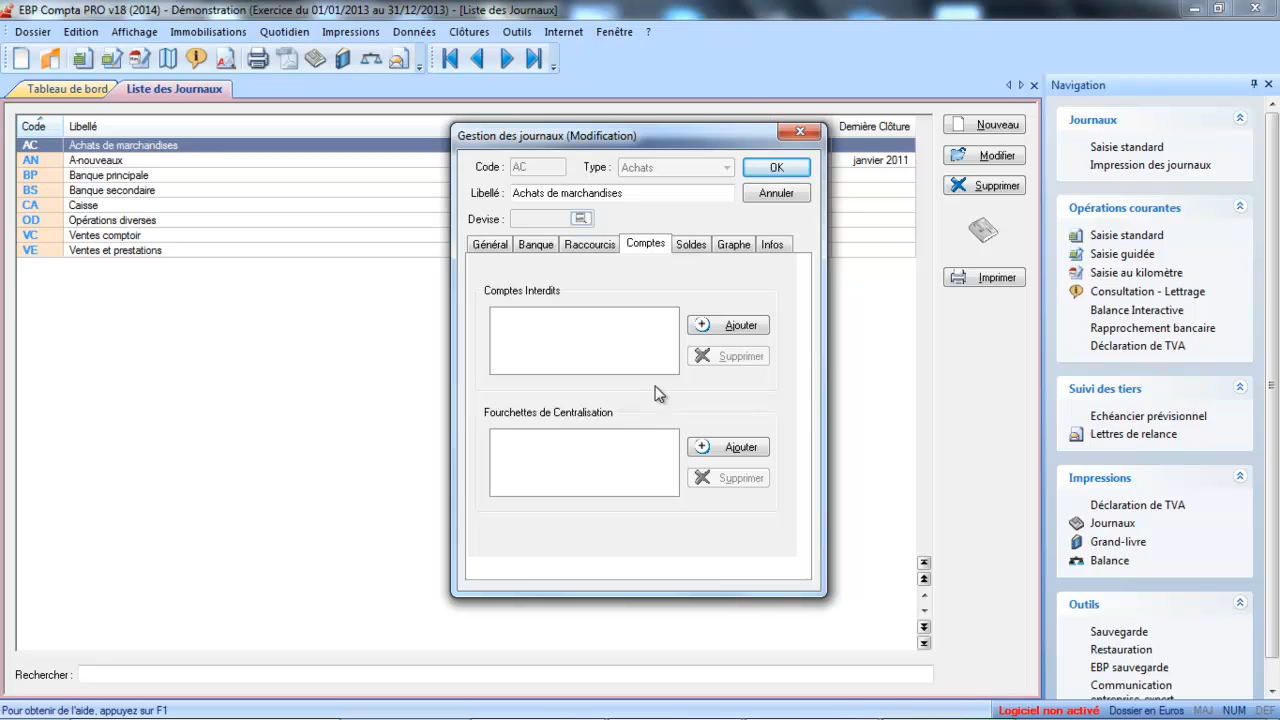 EBP Compta PRO v18 (2014) - Démonstration (Exercice du 01/01/2013 au 31/12/2013) - [Liste des Journaux]
Dossier Edition Affichage Immobilisations Quotidien Impressions Données Clôtures Outils Internet Fenêtre ?
Tableau de bord Liste des Journaux
Code Libellé Dernière Clôture
AC Achats de marchandises
AN A-nouveaux janvier 2011
BP Banque principale
BS Banque secondaire
CA Caisse
OD Opérations diverses
VC Ventes comptoir
VE Ventes et prestations
Rechercher :
Gestion des journaux (Modification)
Code : AC Type : Achats OK
Libellé : Achats de marchandises Annuler
Devise :
Général Banque Raccourcis Comptes Soldes Graphe Infos
Comptes Interdits
Ajouter
Supprimer
Fourchettes de Centralisation
Ajouter
Supprimer
Nouveau
Modifier
Supprimer
Imprimer
Navigation
Journaux
Saisie standard
Impression des journaux
Opérations courantes
Saisie standard
Saisie guidée
Saisie au kilomètre
Consultation - Lettrage
Balance Interactive
Rapprochement bancaire
Déclaration de TVA
Suivi des tiers
Echéancier prévisionnel
Lettres de relance
Impressions
Déclaration de TVA
Journaux
Grand-livre
Balance
Outils
Sauvegarde
Restauration
EBP sauvegarde
Communication
entreprise-expert
Pour obtenir de l'aide, appuyez sur F1
Logiciel non activé Dossier en Euros MAJ NUM DEF